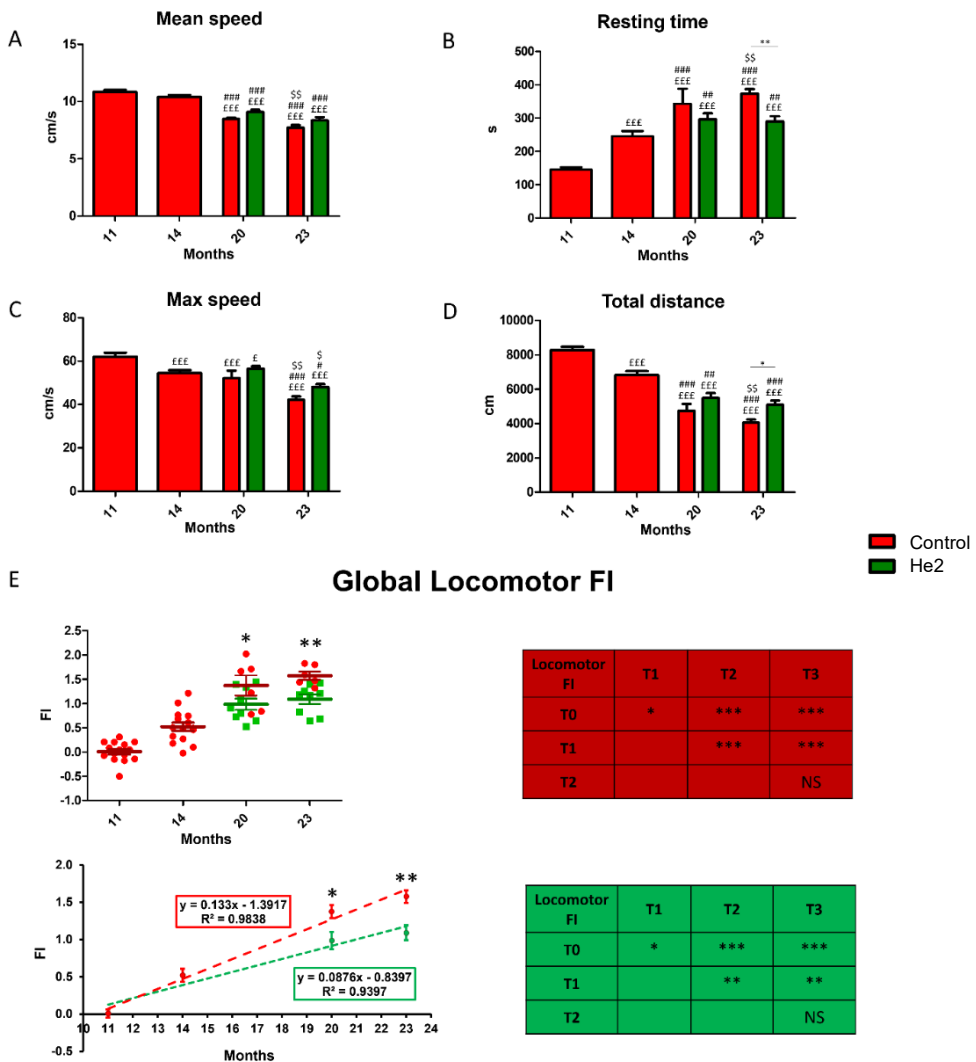 A
Mean speed
15
10
5
0
cm/s
###
£££
###
£££
$$
###
£££
###
£££
11
14
20
23
Months
B
Resting time
500
400
300
200
100
0
s
£££
###
£££
##
£££
**
$$
###
£££
##
£££
11
14
20
23
Months
C
Max speed
80
60
40
20
0
cm/s
£££
£££
£
$$
###
£££
$
#
£££
11
14
20
23
Months
D
Total distance
10000
8000
6000
4000
2000
0
cm
£££
###
£££
##
£££
*
$$
###
£££
###
£££
11
14
20
23
Months
Control
He2
E
Global Locomotor FI
2.5
2.0
1.5
1.0
0.5
0.0
-0.5
-1.0
FI
*
**
11
14
20
23
Months
Locomotor FI T1 T2 T3
T0 * *** ***
T1 *** ***
T2 NS
2.0
1.5
1.0
0.5
0.0
-0.5
FI
y = 0.133x - 1.3917
R² = 0.9838
*
**
y = 0.0876x - 0.8397
R² = 0.9397
10 11 12 13 14 15 16 17 18 19 20 21 22 23 24
Months
Locomotor FI T1 T2 T3
T0 * *** ***
T1 ** **
T2 NS